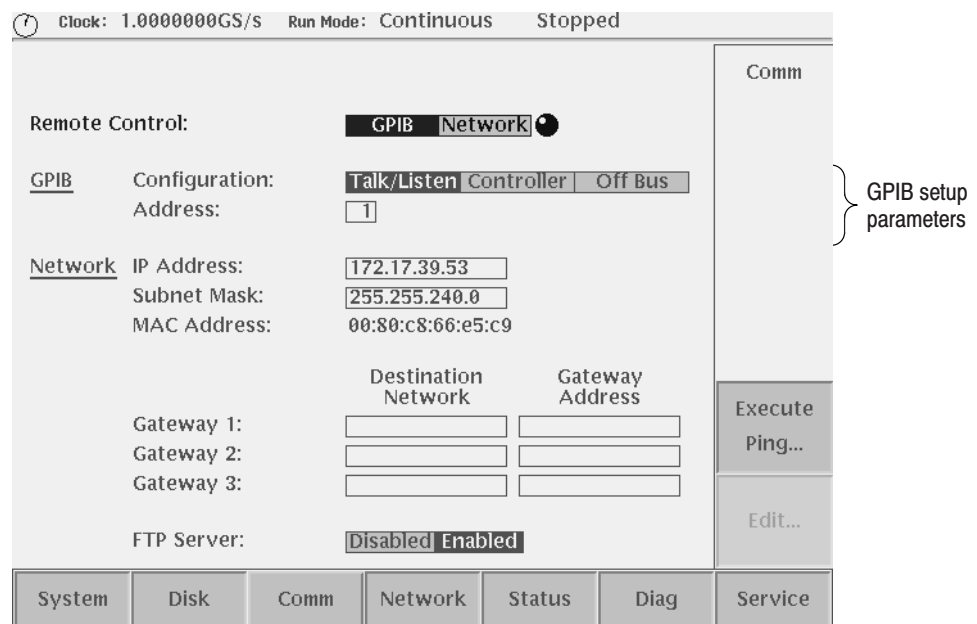 Clock: 1.0000000GS/s Run Mode: Continuous Stopped
Comm
Remote Control: GPIB Network
GPIB Configuration: Talk/Listen Controller Off Bus
Address: 1
GPIB setup
parameters
Network IP Address: 172.17.39.53
Subnet Mask: 255.255.240.0
MAC Address: 00:80:c8:66:e5:c9
Destination Gateway
Network Address
Gateway 1:
Gateway 2:
Gateway 3:
Execute
Ping...
Edit...
FTP Server: Disabled Enabled
System Disk Comm Network Status Diag Service